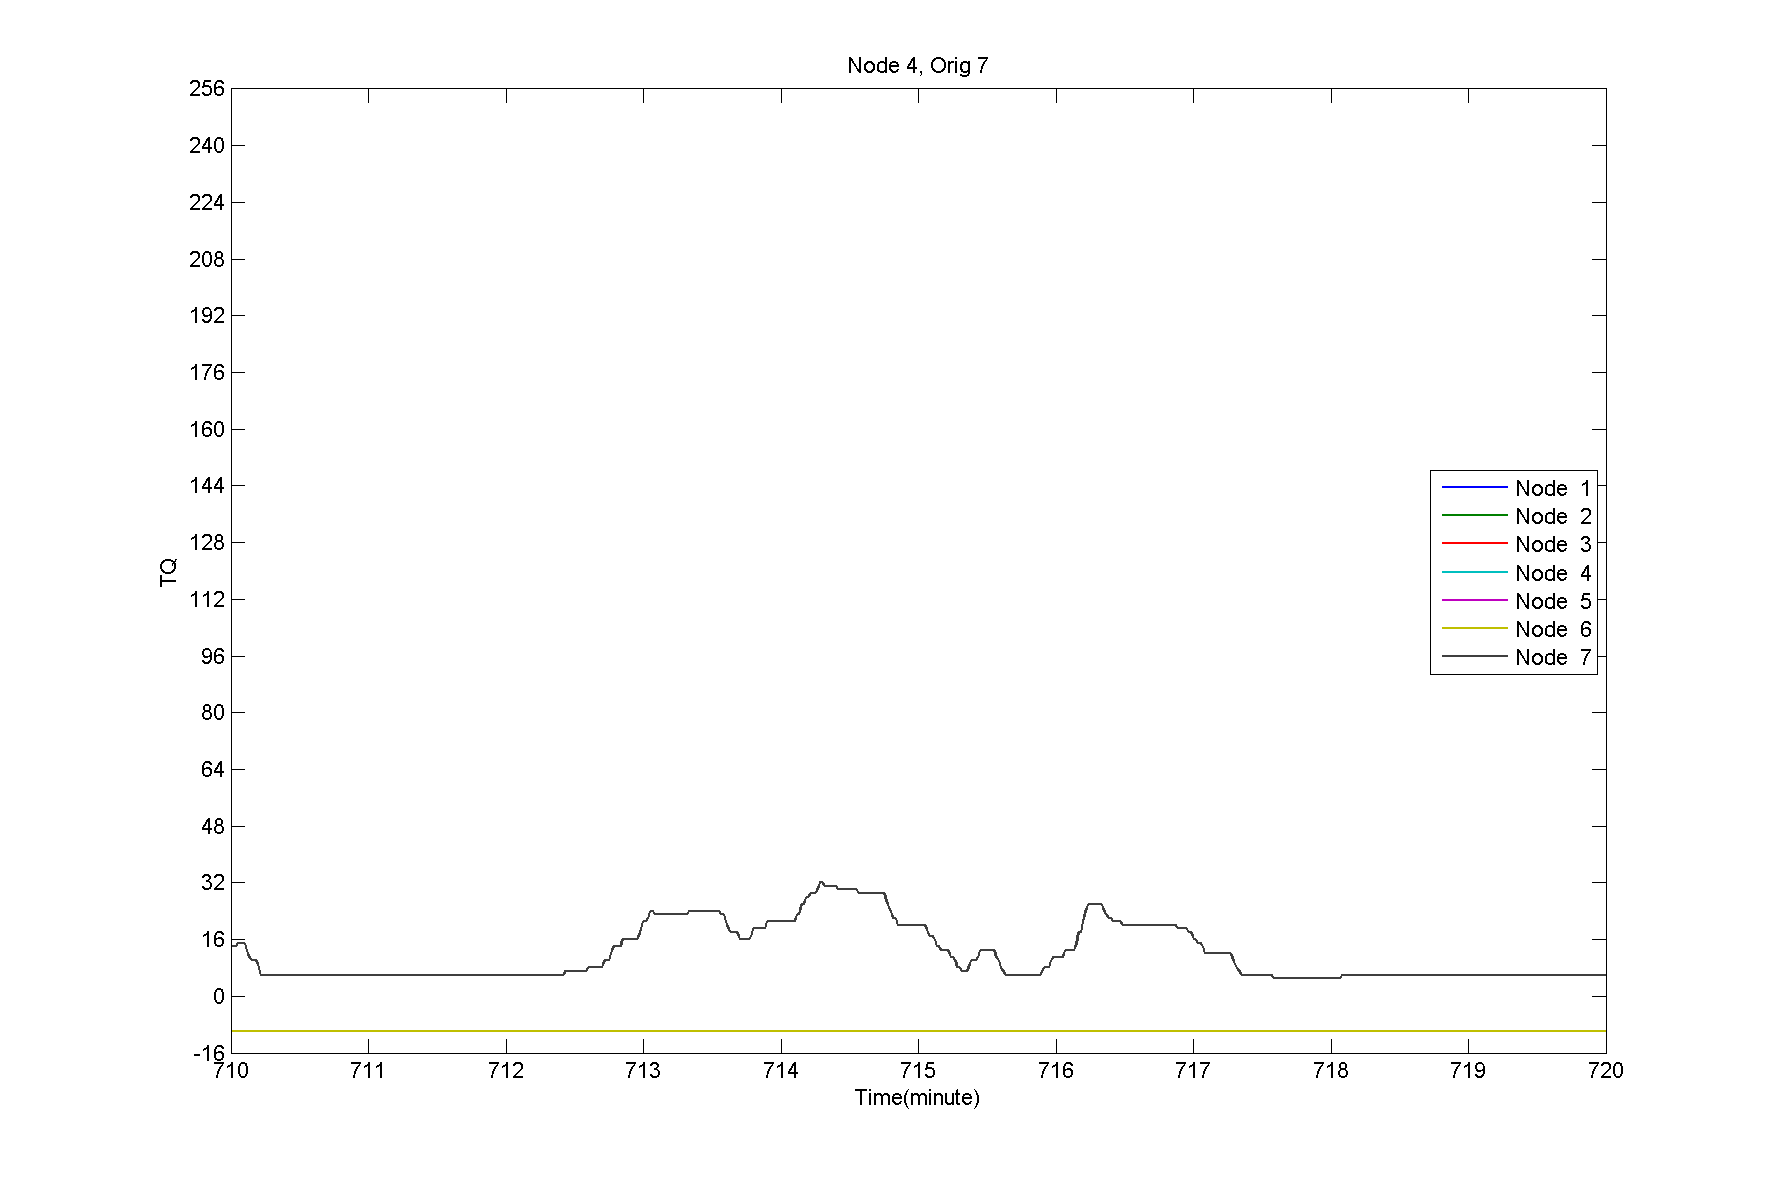 Node 4, Orig 7
256
240
224
208
192
176
160
144
128
112
96
80
64
48
32
16
0
-16
TQ
Node 1
Node 2
Node 3
Node 4
Node 5
Node 6
Node 7
710 711 712 713 714 715 716 717 718 719 720
Time(minute)